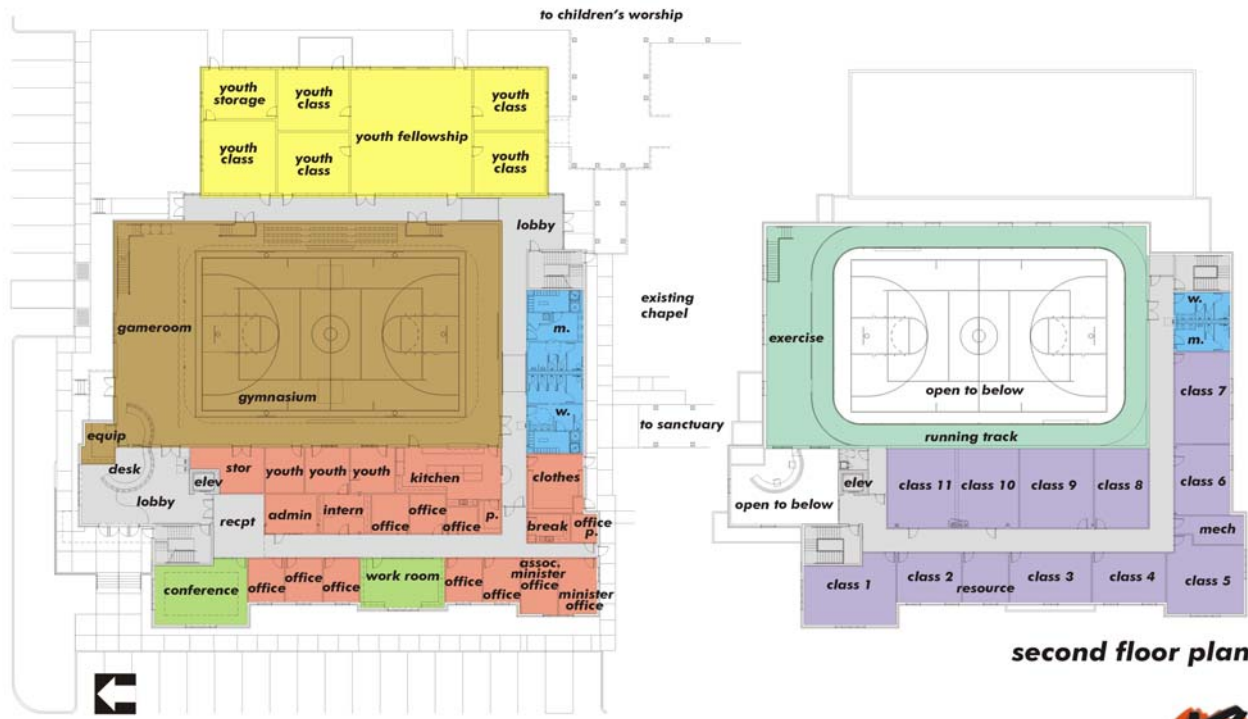 to children's worship
youth
storage
youth
class
youth
class
youth fellowship
youth
class
youth
class
youth
class
lobby
gameroom
gymnasium
m.
w.
existing
chapel
to sanctuary
equip
desk
lobby
elev
stor
youth
youth
youth
kitchen
clothes
recpt
admin
intern
office
office
office
p.
break
office
p.
conference
office
office
office
work room
office
office
assoc.
minister
office
minister
office
exercise
open to below
running track
w.
m.
class 7
class 6
mech
open to below
elev
class 11
class 10
class 9
class 8
class 1
class 2
resource
class 3
class 4
class 5
second floor plan